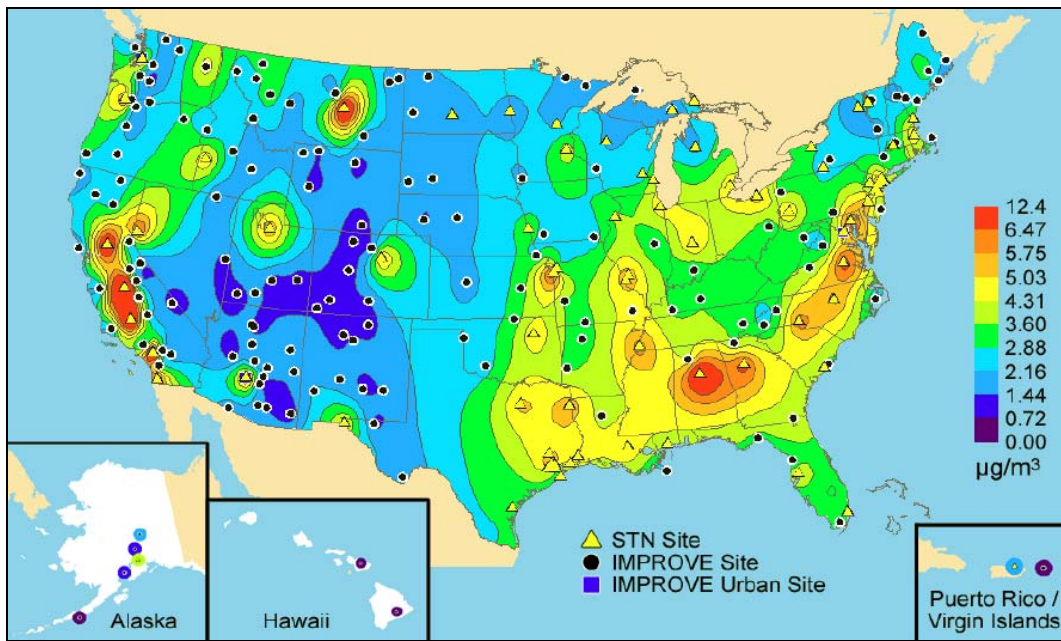 12.4
6.47
5.75
5.03
4.31
3.60
2.88
2.16
1.44
0.72
0.00
µg/m³
STN Site
IMPROVE Site
IMPROVE Urban Site
Alaska
Hawaii
Puerto Rico /
Virgin Islands